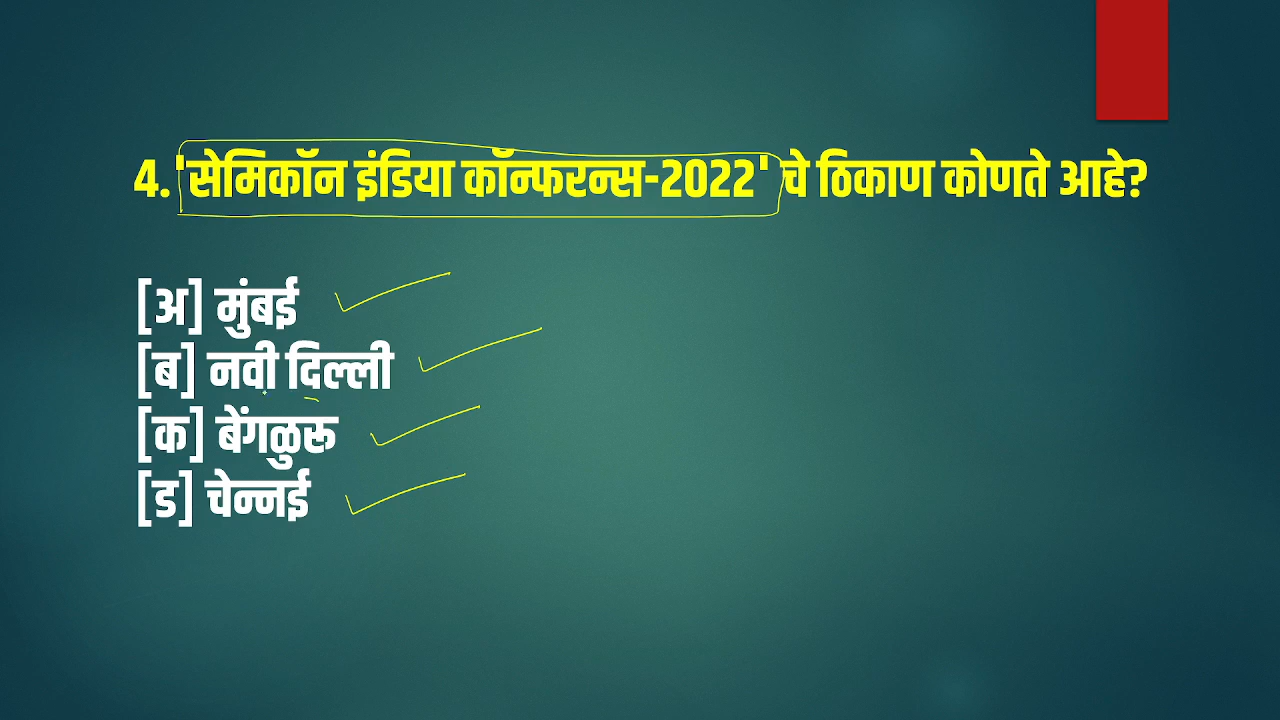 4. 'सेमिकॉन इंडिया कॉन्फरन्स-2022' चे ठिकाण कोणते आहे?
[अ] मुंबई
[ब] नवी दिल्ली
[क] बेंगळुरू
[ड] चेन्नई